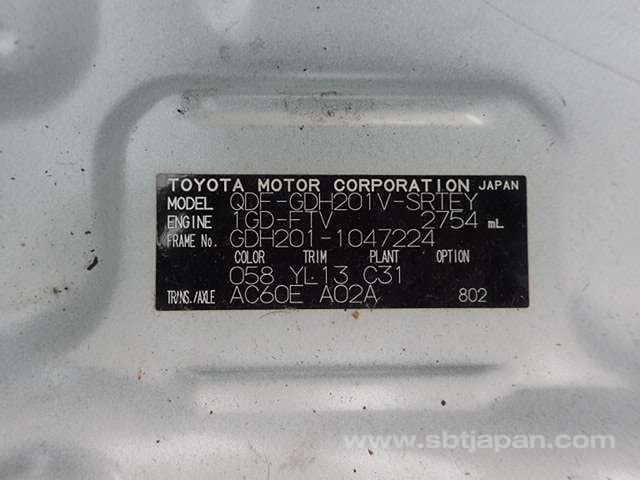 TOYOTA MOTOR CORPORATION JAPAN
MODEL QDF-GDH201V-SRTEY
ENGINE 1GD-FTV 2754 mL
FRAME No. GDH201-1047224
COLOR TRIM PLANT OPTION
058 YL13 C31
TRANS./AXLE AC60E A02A 802
www.sbtjapan.com